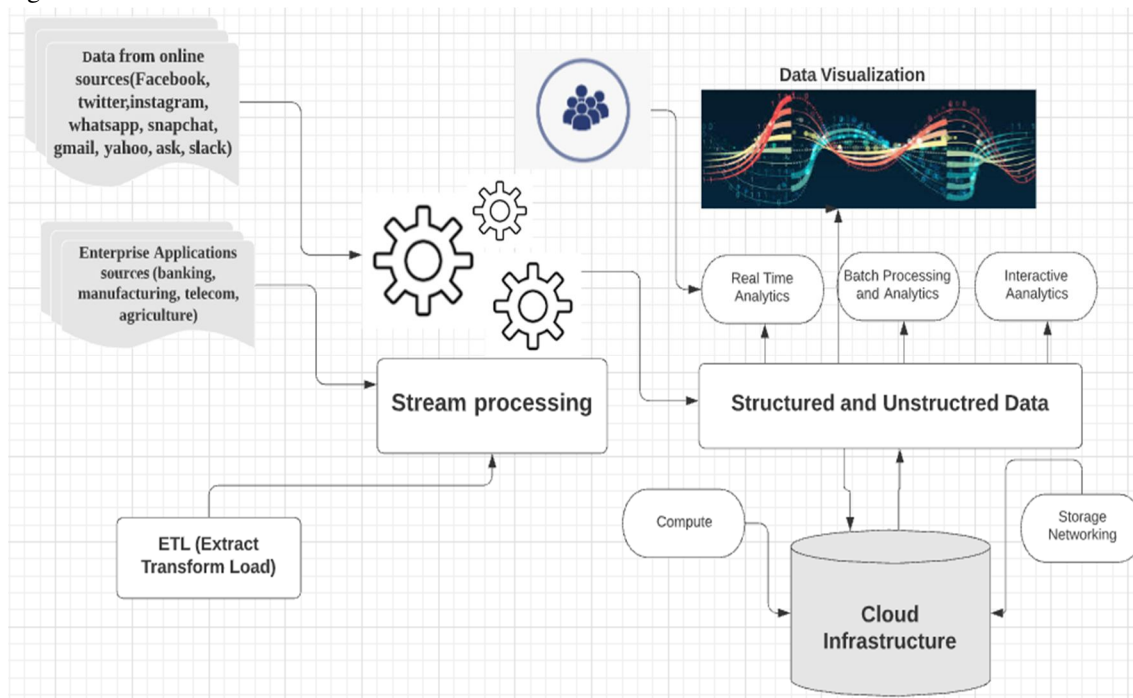 Data from online
sources(Facebook,
twitter,instagram,
whatsapp, snapchat,
gmail, yahoo, ask, slack)
Data Visualization
Enterprise Applications
sources (banking,
manufacturing, telecom,
agriculture)
Real Time
Analytics
Batch Processing
and Analytics
Interactive
Aanalytics
Stream processing
Structured and Unstructred Data
ETL (Extract
Transform Load)
Compute
Storage
Networking
Cloud
Infrastructure